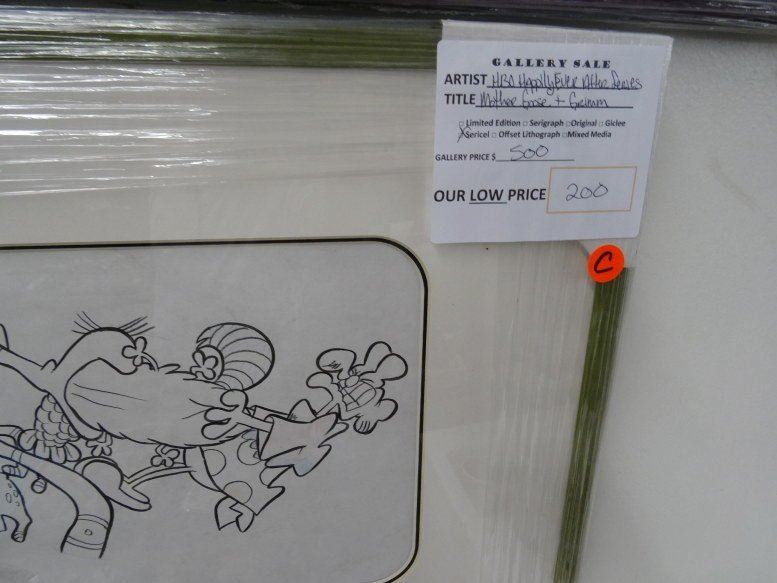 GALLERY SALE
ARTIST HBO Happily Ever After Series
TITLE Mother Goose + Grimm
Limited Edition Serigraph Original Giclee
Sericel Offset Lithograph Mixed Media
GALLERY PRICE $ 500
OUR LOW PRICE 200
C